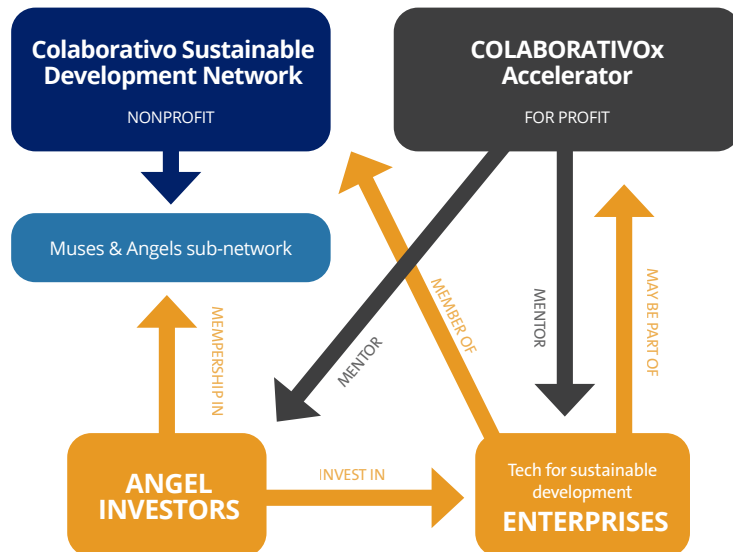 Colaborativo Sustainable
Development Network
NONPROFIT
COLABORATIVOx
Accelerator
FOR PROFIT
Muses & Angels sub-network
MEMPERSHIP IN
MENTOR
MEMBER OF
MENTOR
MAY BE PART OF
ANGEL
INVESTORS
INVEST IN
Tech for sustainable
development
ENTERPRISES